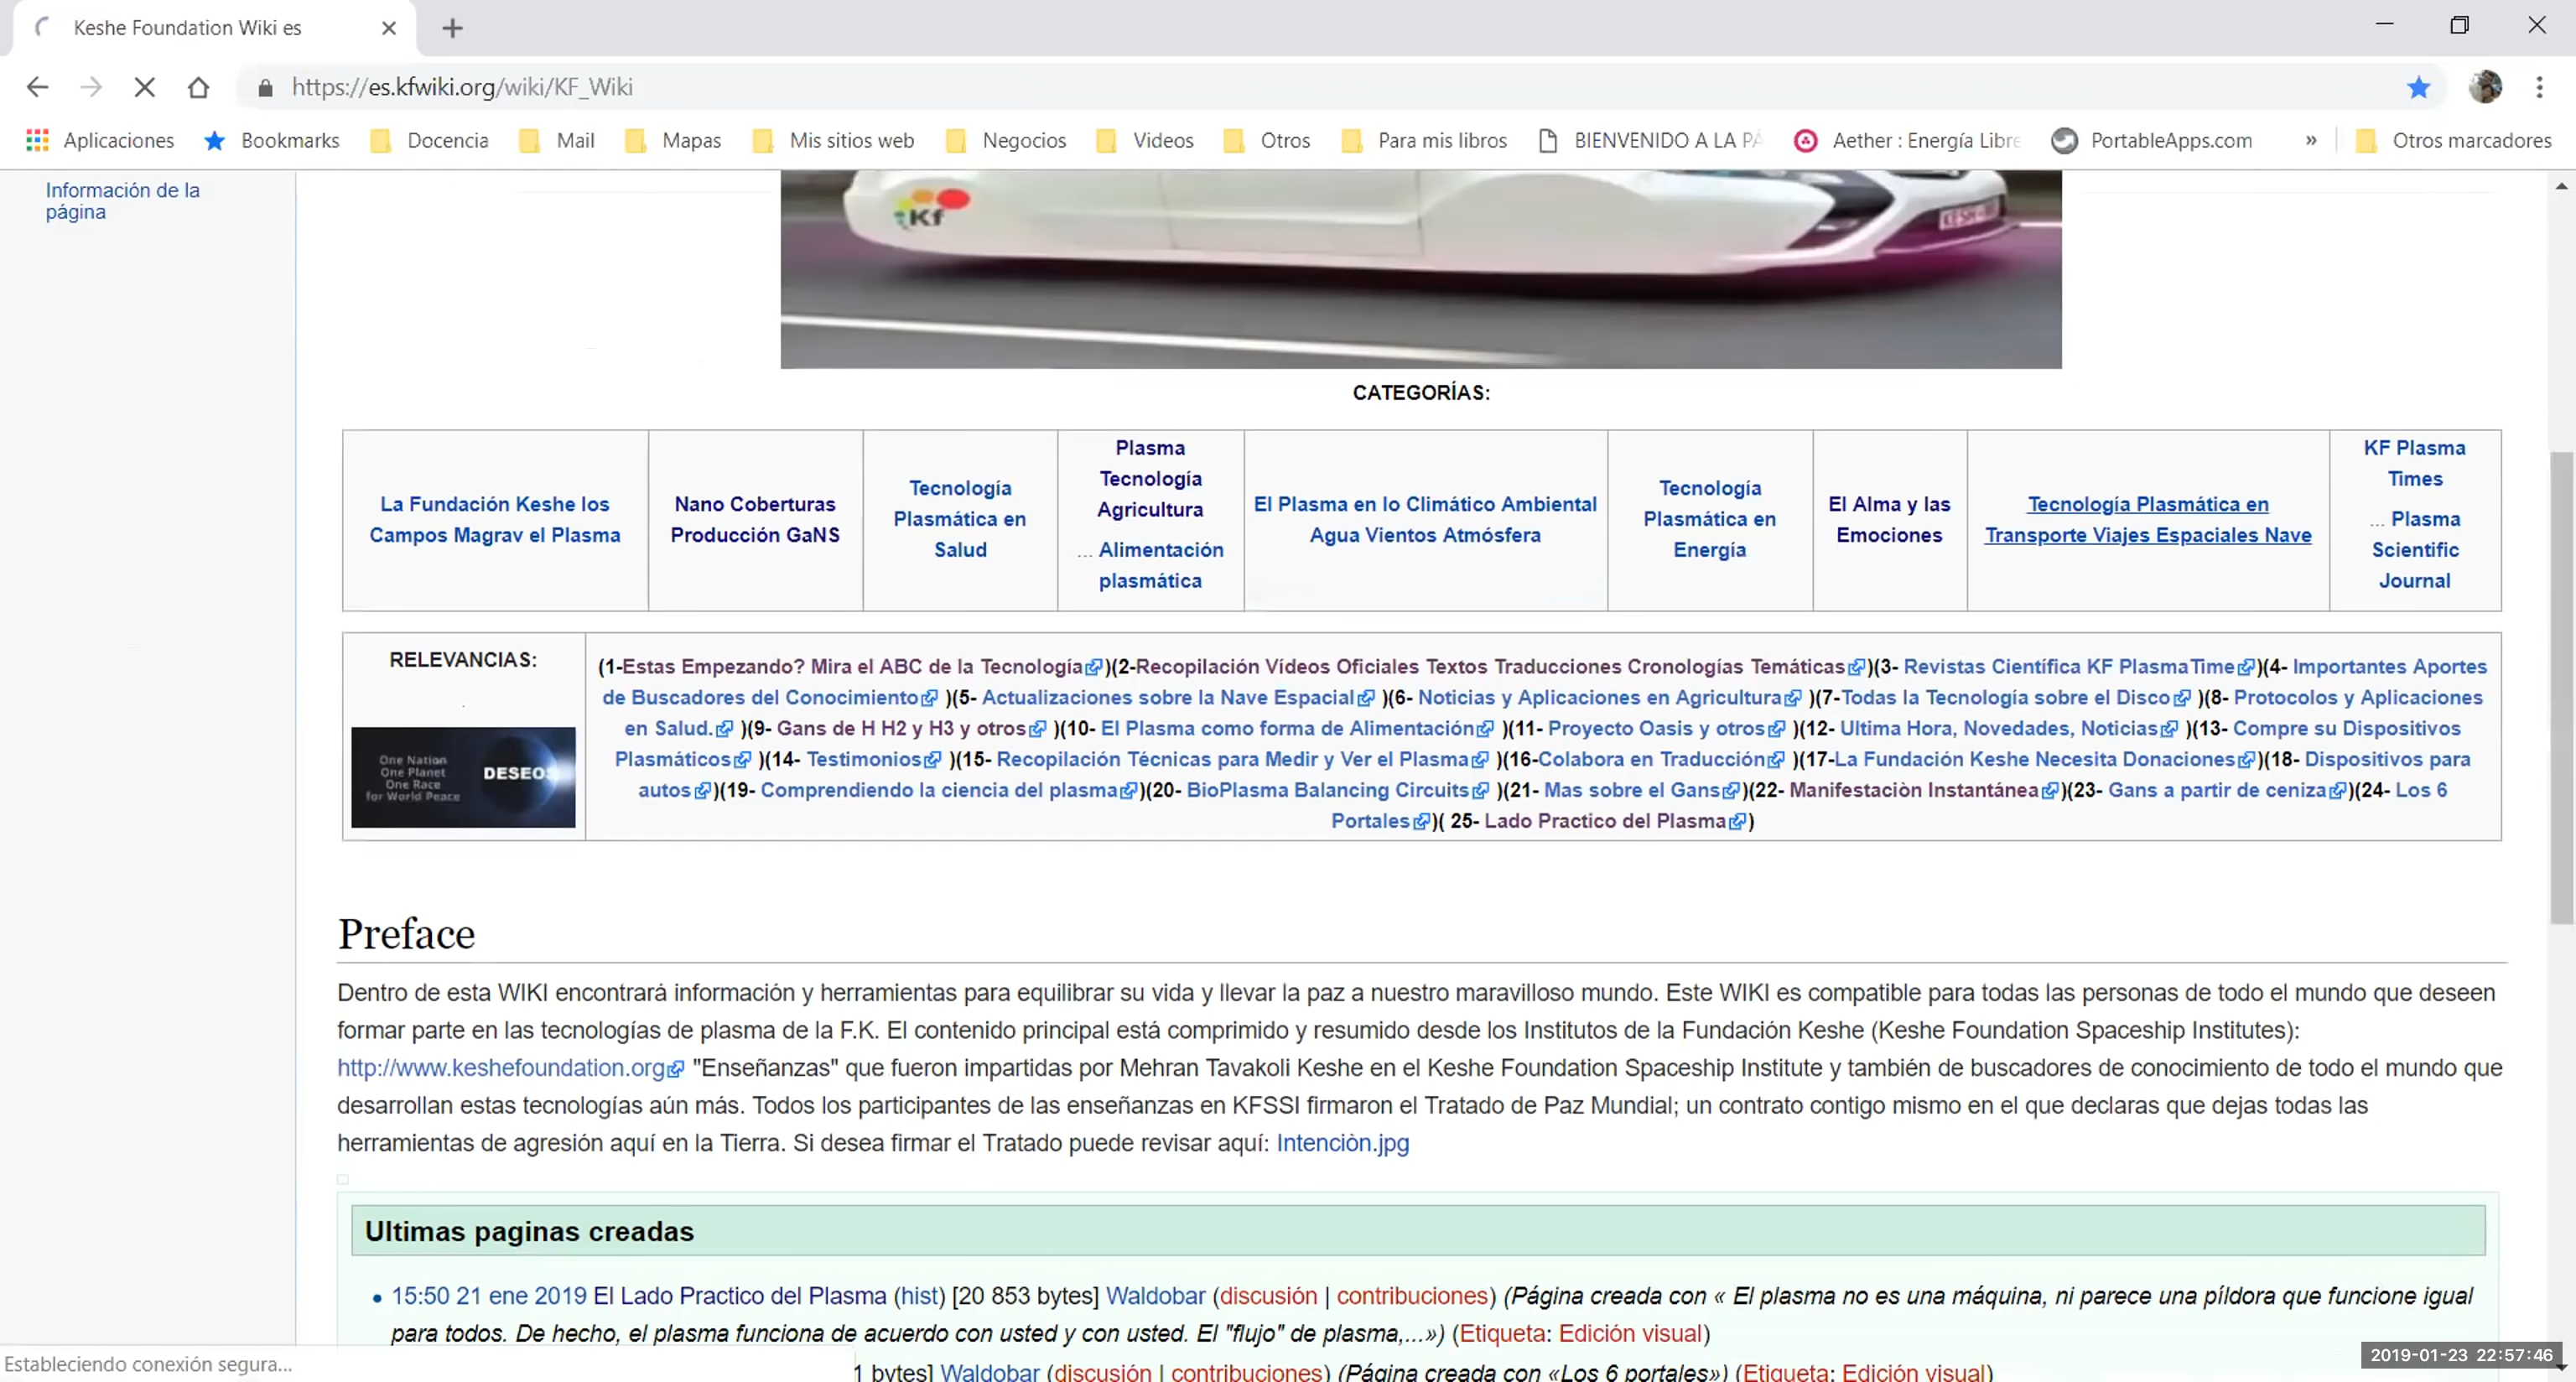 Keshe Foundation Wiki es
https://es.kfwiki.org/wiki/KF_Wiki
Aplicaciones Bookmarks Docencia Mail Mapas Mis sitios web Negocios Videos Otros Para mis libros BIENVENIDO A LA PÁ Aether : Energía Libre PortableApps.com » Otros marcadores
Información de la
página
Kf
CATEGORÍAS:
La Fundación Keshe los
Campos Magrav el Plasma
Nano Coberturas
Producción GaNS
Tecnología
Plasmática en
Salud
Plasma
Tecnología
Agricultura
... Alimentación
plasmática
El Plasma en lo Climático Ambiental
Agua Vientos Atmósfera
Tecnología
Plasmática en
Energía
El Alma y las
Emociones
Tecnología Plasmática en
Transporte Viajes Espaciales Nave
KF Plasma
Times
... Plasma
Scientific
Journal
RELEVANCIAS:
.
One Nation
One Planet
One Race
for World Peace
DESEOS
(1-Estas Empezando? Mira el ABC de la Tecnología)(2-Recopilación Vídeos Oficiales Textos Traducciones Cronologías Temáticas)(3- Revistas Científica KF PlasmaTime)(4- Importantes Aportes
de Buscadores del Conocimiento )(5- Actualizaciones sobre la Nave Espacial )(6- Noticias y Aplicaciones en Agricultura )(7-Todas la Tecnología sobre el Disco )(8- Protocolos y Aplicaciones
en Salud. )(9- Gans de H H2 y H3 y otros )(10- El Plasma como forma de Alimentación )(11- Proyecto Oasis y otros )(12- Ultima Hora, Novedades, Noticias )(13- Compre su Dispositivos
Plasmáticos )(14- Testimonios )(15- Recopilación Técnicas para Medir y Ver el Plasma )(16-Colabora en Traducción )(17-La Fundación Keshe Necesita Donaciones)(18- Dispositivos para
autos)(19- Comprendiendo la ciencia del plasma)(20- BioPlasma Balancing Circuits )(21- Mas sobre el Gans)(22- Manifestaciòn Instantánea)(23- Gans a partir de ceniza)(24- Los 6
Portales)( 25- Lado Practico del Plasma)
Preface
Dentro de esta WIKI encontrará información y herramientas para equilibrar su vida y llevar la paz a nuestro maravilloso mundo. Este WIKI es compatible para todas las personas de todo el mundo que deseen
formar parte en las tecnologías de plasma de la F.K. El contenido principal está comprimido y resumido desde los Institutos de la Fundación Keshe (Keshe Foundation Spaceship Institutes):
http://www.keshefoundation.org "Enseñanzas" que fueron impartidas por Mehran Tavakoli Keshe en el Keshe Foundation Spaceship Institute y también de buscadores de conocimiento de todo el mundo que
desarrollan estas tecnologías aún más. Todos los participantes de las enseñanzas en KFSSI firmaron el Tratado de Paz Mundial; un contrato contigo mismo en el que declaras que dejas todas las
herramientas de agresión aquí en la Tierra. Si desea firmar el Tratado puede revisar aquí: Intenciòn.jpg
Ultimas paginas creadas
15:50 21 ene 2019 El Lado Practico del Plasma (hist) [20 853 bytes] Waldobar (discusión | contribuciones) (Página creada con « El plasma no es una máquina, ni parece una píldora que funcione igual
para todos. De hecho, el plasma funciona de acuerdo con usted y con usted. El "flujo" de plasma,...») (Etiqueta: Edición visual)
1 bytes] Waldobar (discusión | contribuciones) (Página creada con «Los 6 portales») (Etiqueta: Edición visual)
Estableciendo conexión segura...
2019-01-23 22:57:46